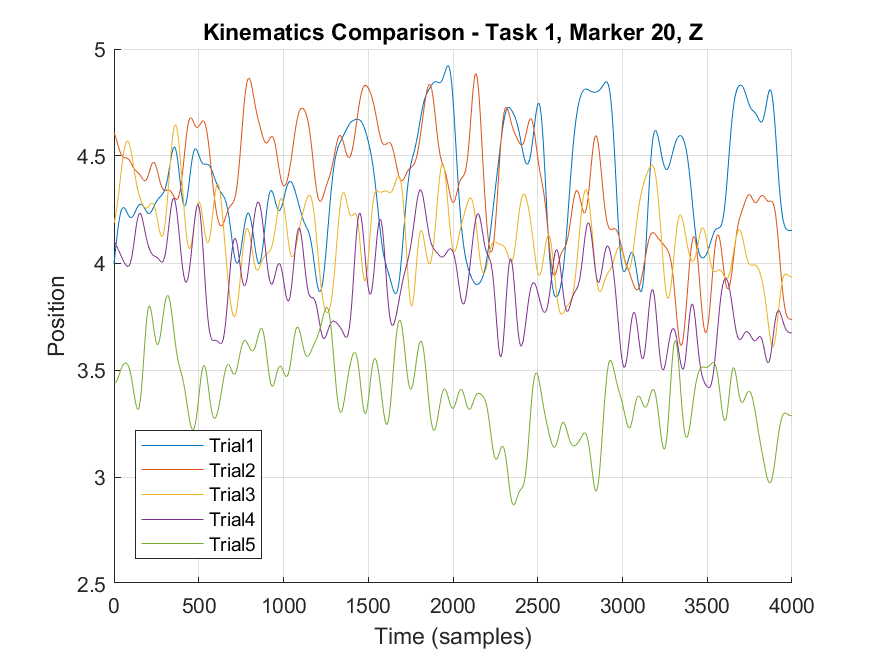 Kinematics Comparison - Task 1, Marker 20, Z
5
4.5
4
3.5
3
2.5
Position
Trial1
Trial2
Trial3
Trial4
Trial5
0 500 1000 1500 2000 2500 3000 3500 4000
Time (samples)